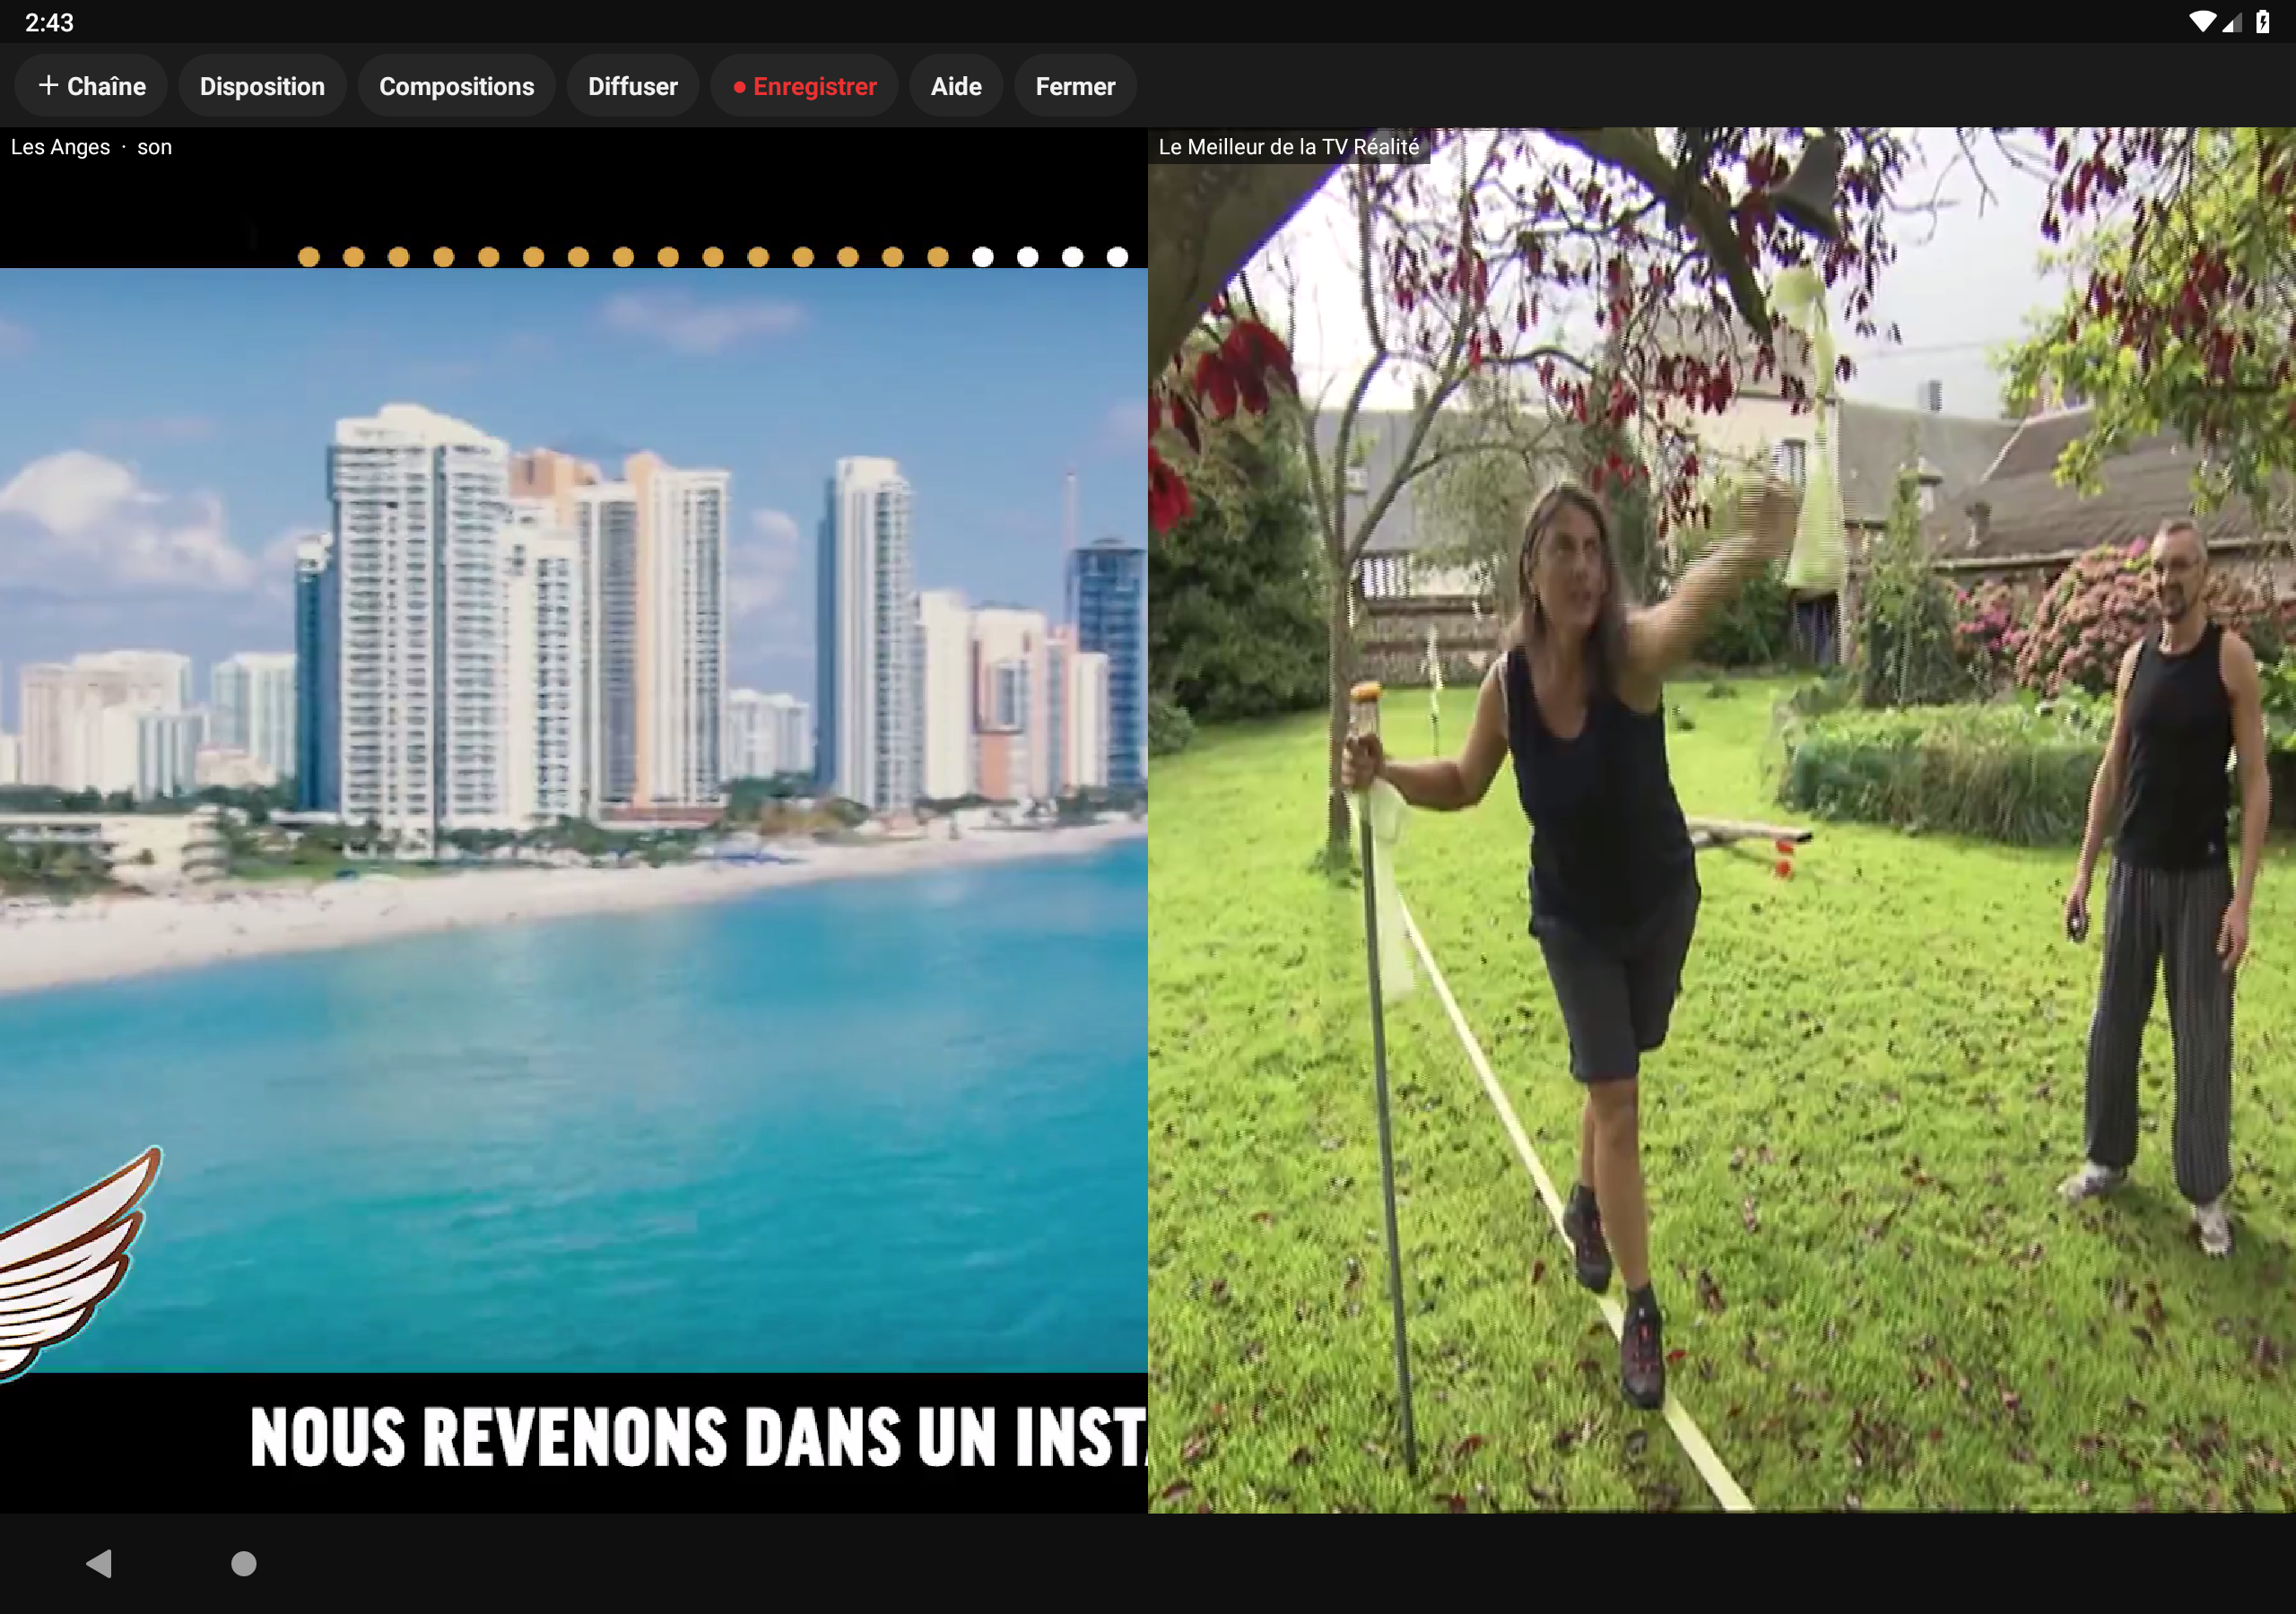 2:43
+ Chaîne
Disposition
Compositions
Diffuser
Enregistrer
Aide
Fermer
Les Anges · son
Le Meilleur de la TV Réalité
NOUS REVENONS DANS UN INST